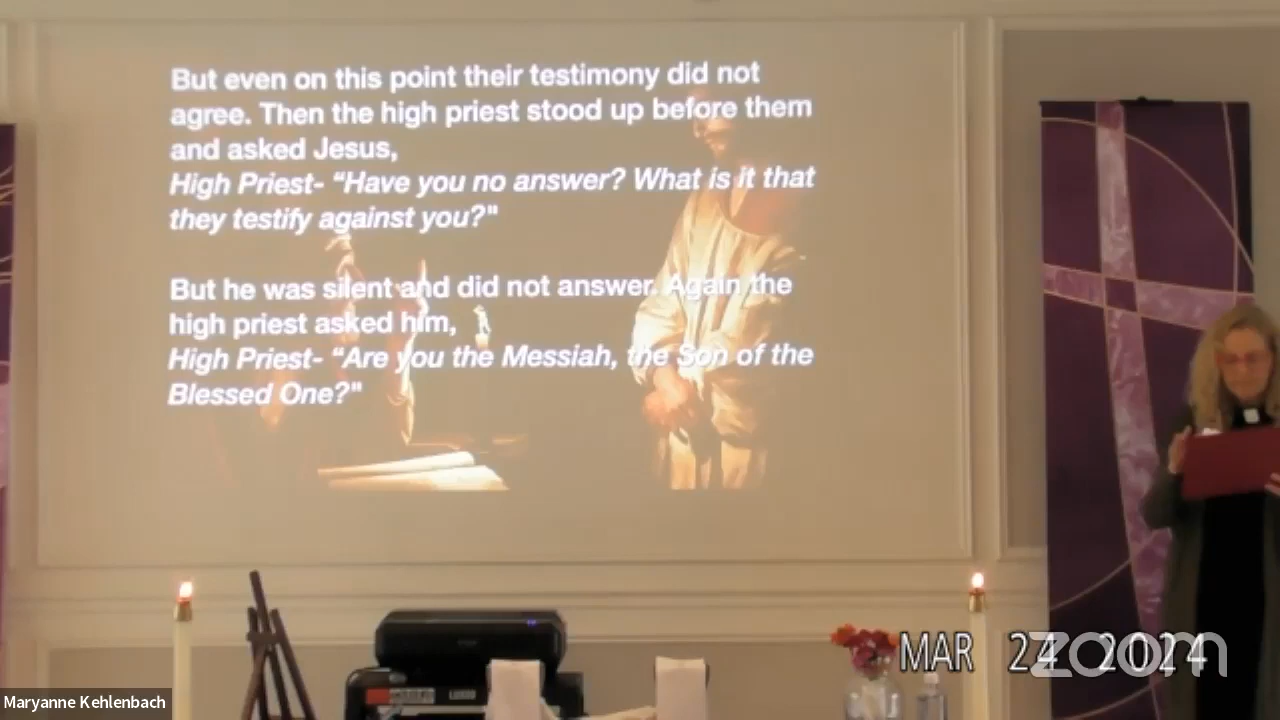 But even on this point their testimony did not
agree. Then the high priest stood up before them
and asked Jesus,
High Priest- “Have you no answer? What is it that
they testify against you?"
But he was silent and did not answer. Again the
high priest asked him,
High Priest- “Are you the Messiah, the Son of the
Blessed One?"
MAR 24 2024
zoom
Maryanne Kehlenbach